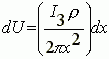 dU = (I₃ρ / 2πx²) dx